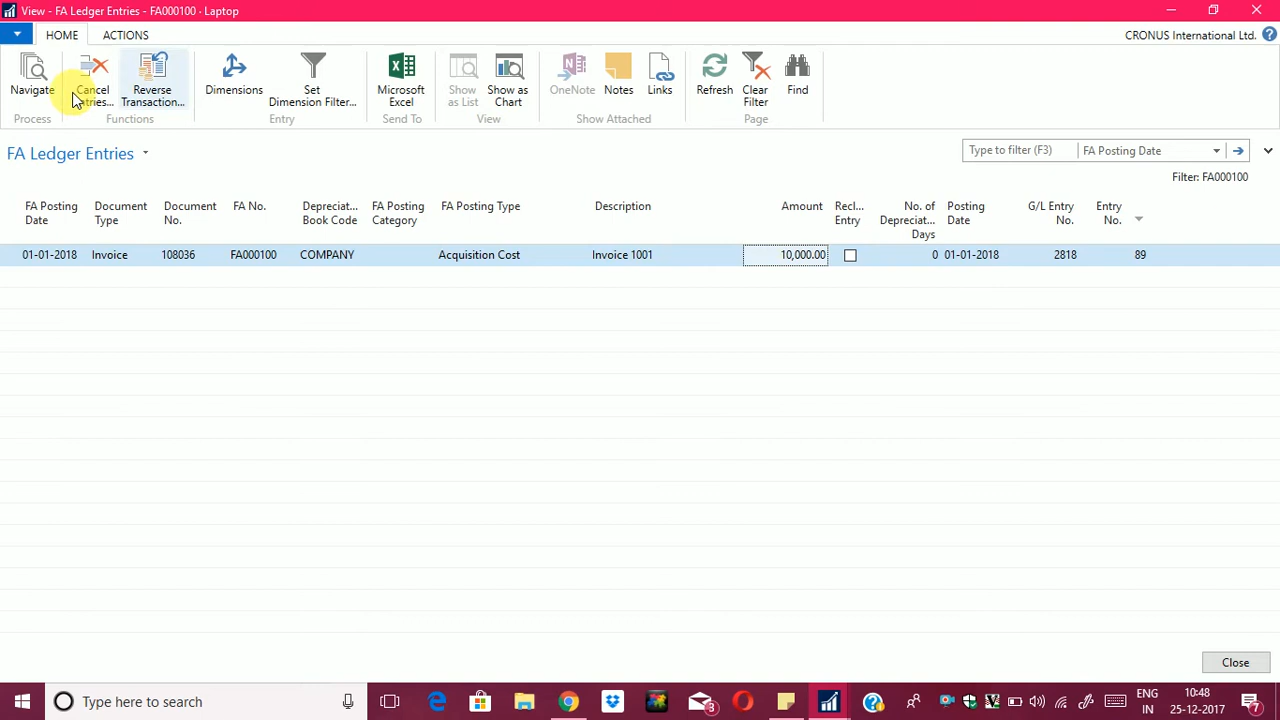 View - FA Ledger Entries - FA000100 - Laptop
HOME ACTIONS CRONUS International Ltd.
Navigate Cancel Reverse Dimensions Set Microsoft Show Show as OneNote Notes Links Refresh Clear Find
Transaction... Dimension Filter... Excel as List Chart Filter
Process Functions Entry Send To View Show Attached Page
FA Ledger Entries Type to filter (F3) FA Posting Date
Filter: FA000100
FA Posting Document Document FA No. Depreciat... FA Posting FA Posting Type Description Amount Recl... No. of Posting G/L Entry Entry
Date Type No. Book Code Category Entry Depreciat... Date No. No.
Days
01-01-2018 Invoice 108036 FA000100 COMPANY Acquisition Cost Invoice 1001 10,000.00 0 01-01-2018 2818 89
Close
Type here to search 3 ENG 10:48 7
IN 25-12-2017